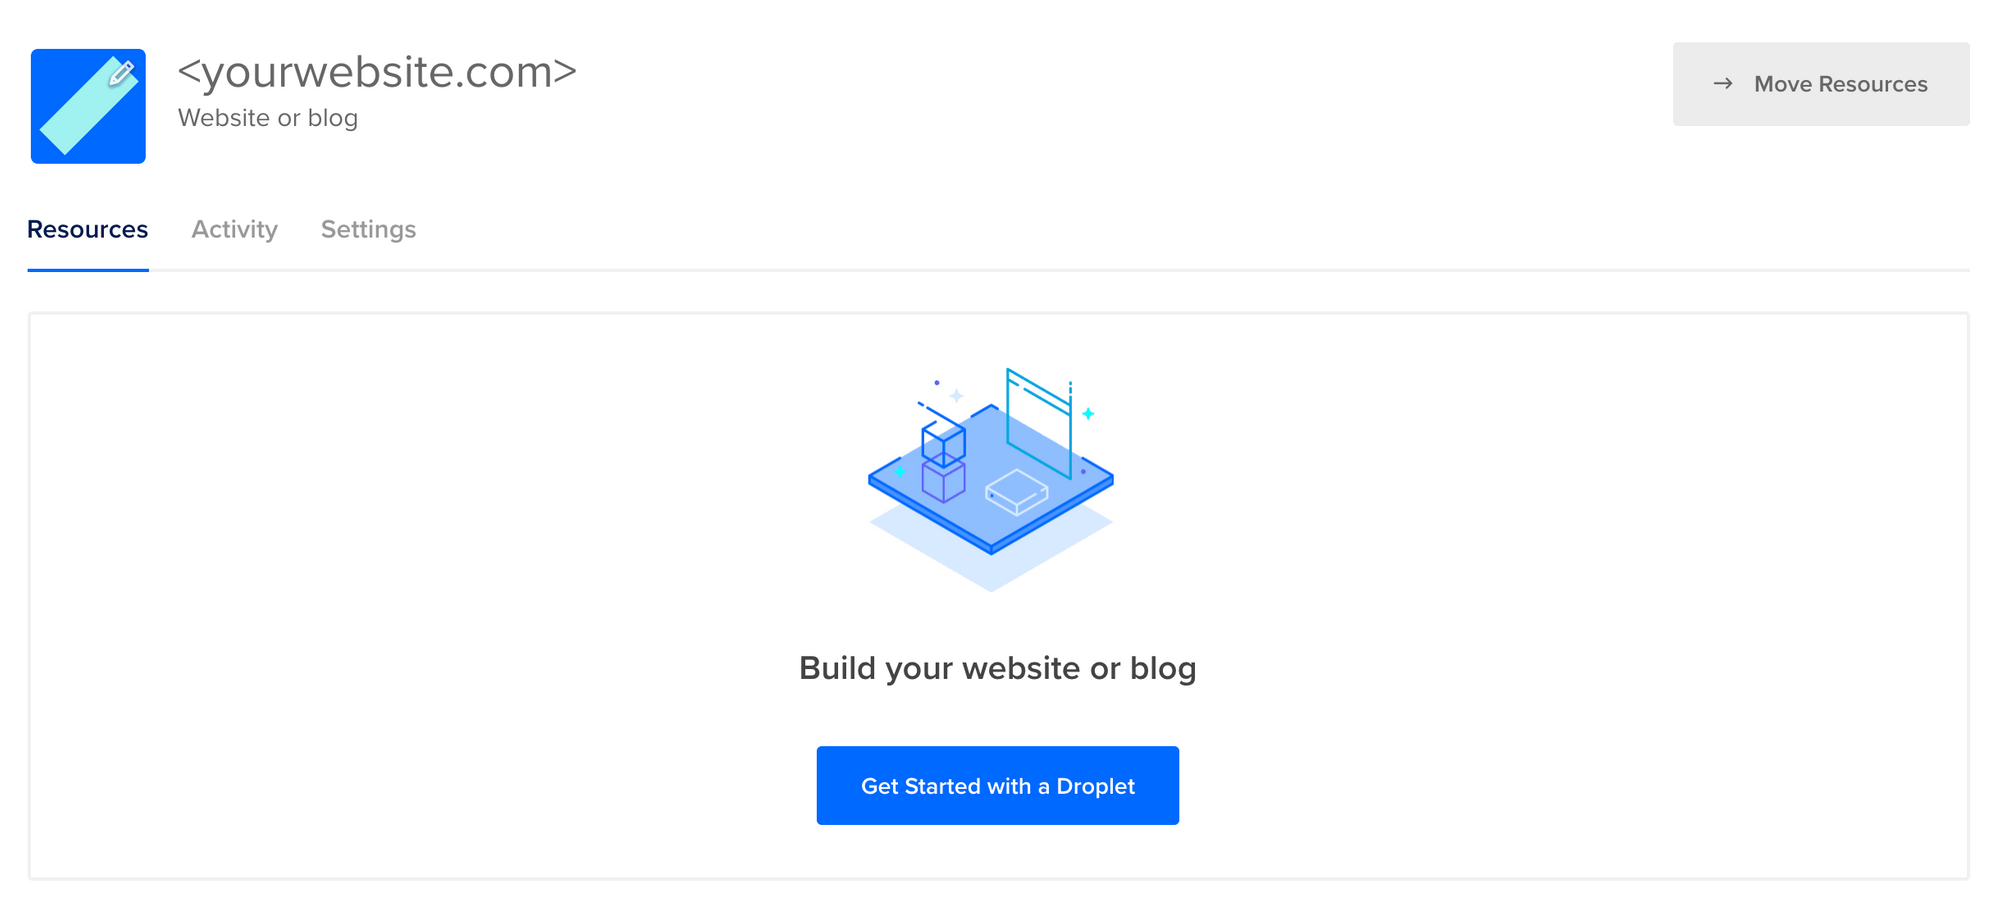 <yourwebsite.com>
Website or blog
→ Move Resources
Resources Activity Settings
Build your website or blog
Get Started with a Droplet